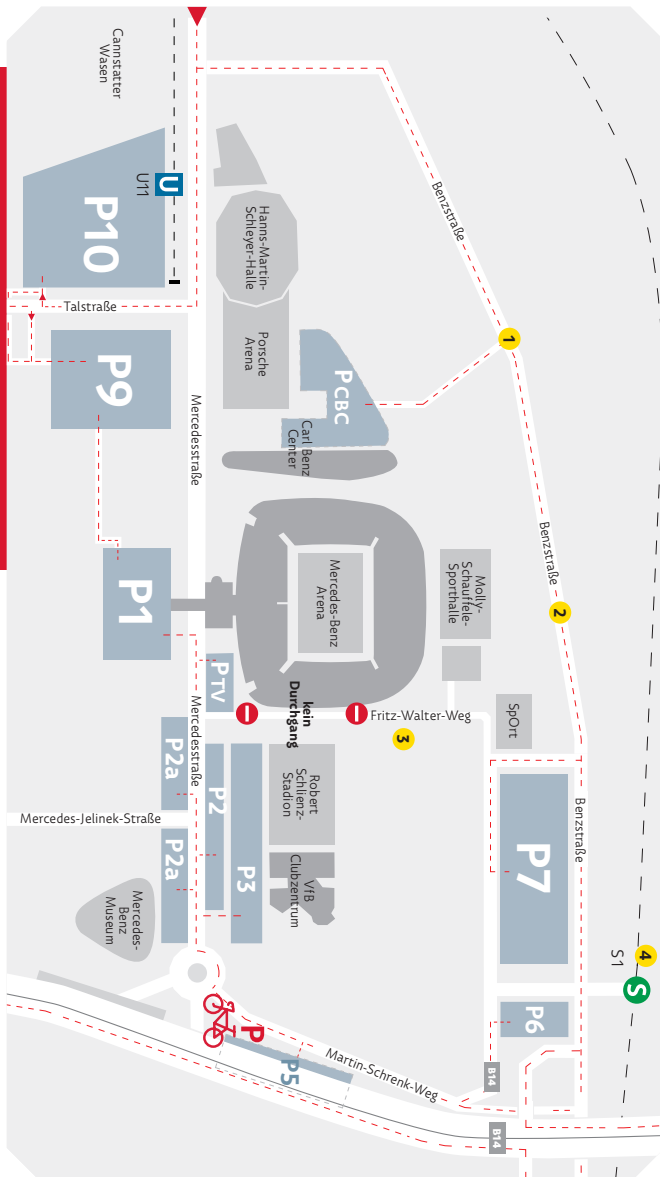 Cannstatter
Wasen
U
U11
P10
Hanns-Martin-
Schleyer-Halle
Benzstraße
Talstraße
Porsche
Arena
1
P9
P CBC
Mercedesstraße
Carl Benz
Center
Benzstraße
Mercedes-Benz
Arena
Molly-
Schauffele-
Sporthalle
P1
2
PTV
kein
Durchgang
Fritz-Walter-Weg
SpOrt
3
Mercedesstraße
P2a
P2
Robert
Schlienz-
Stadion
Benzstraße
Mercedes-Jelinek-Straße
P2a
P3
VfB
Clubzentrum
P7
Mercedes-
Benz
Museum
4
S1
S
P6
P
P5
Martin-Schrenk-Weg
B14
B14